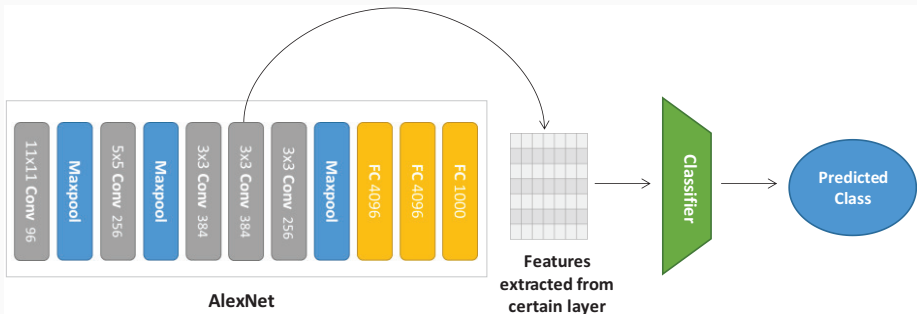 11x11 Conv 96
Maxpool
5x5 Conv 256
Maxpool
3x3 Conv 384
3x3 Conv 384
3x3 Conv 256
Maxpool
FC 4096
FC 4096
FC 1000
AlexNet
Features
extracted from
certain layer
Classifier
Predicted
Class